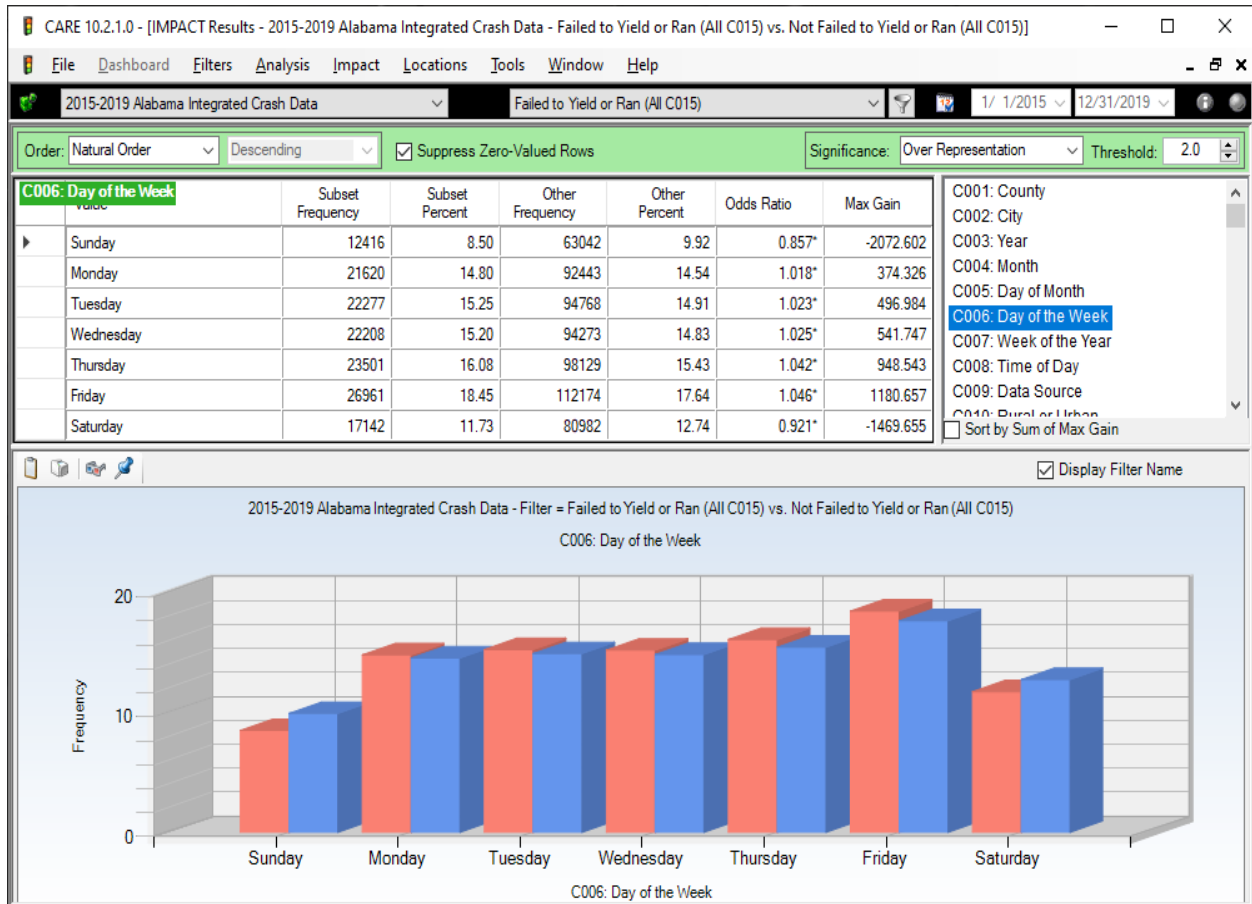 CARE 10.2.1.0 - [IMPACT Results - 2015-2019 Alabama Integrated Crash Data - Failed to Yield or Ran (All C015) vs. Not Failed to Yield or Ran (All C015)]
File Dashboard Filters Analysis Impact Locations Tools Window Help
2015-2019 Alabama Integrated Crash Data Failed to Yield or Ran (All C015) 1/ 1/2015 12/31/2019
Order: Natural Order Descending Suppress Zero-Valued Rows Significance: Over Representation Threshold: 2.0
C006: Day of the Week Subset Frequency Subset Percent Other Frequency Other Percent Odds Ratio Max Gain
Sunday 12416 8.50 63042 9.92 0.857* -2072.602
Monday 21620 14.80 92443 14.54 1.018* 374.326
Tuesday 22277 15.25 94768 14.91 1.023* 496.984
Wednesday 22208 15.20 94273 14.83 1.025* 541.747
Thursday 23501 16.08 98129 15.43 1.042* 948.543
Friday 26961 18.45 112174 17.64 1.046* 1180.657
Saturday 17142 11.73 80982 12.74 0.921* -1469.655
C001: County
C002: City
C003: Year
C004: Month
C005: Day of Month
C006: Day of the Week
C007: Week of the Year
C008: Time of Day
C009: Data Source
C010: Rural or Urban
Sort by Sum of Max Gain
Display Filter Name
2015-2019 Alabama Integrated Crash Data - Filter = Failed to Yield or Ran (All C015) vs. Not Failed to Yield or Ran (All C015)
C006: Day of the Week
20
10
0
Frequency
Sunday Monday Tuesday Wednesday Thursday Friday Saturday
C006: Day of the Week